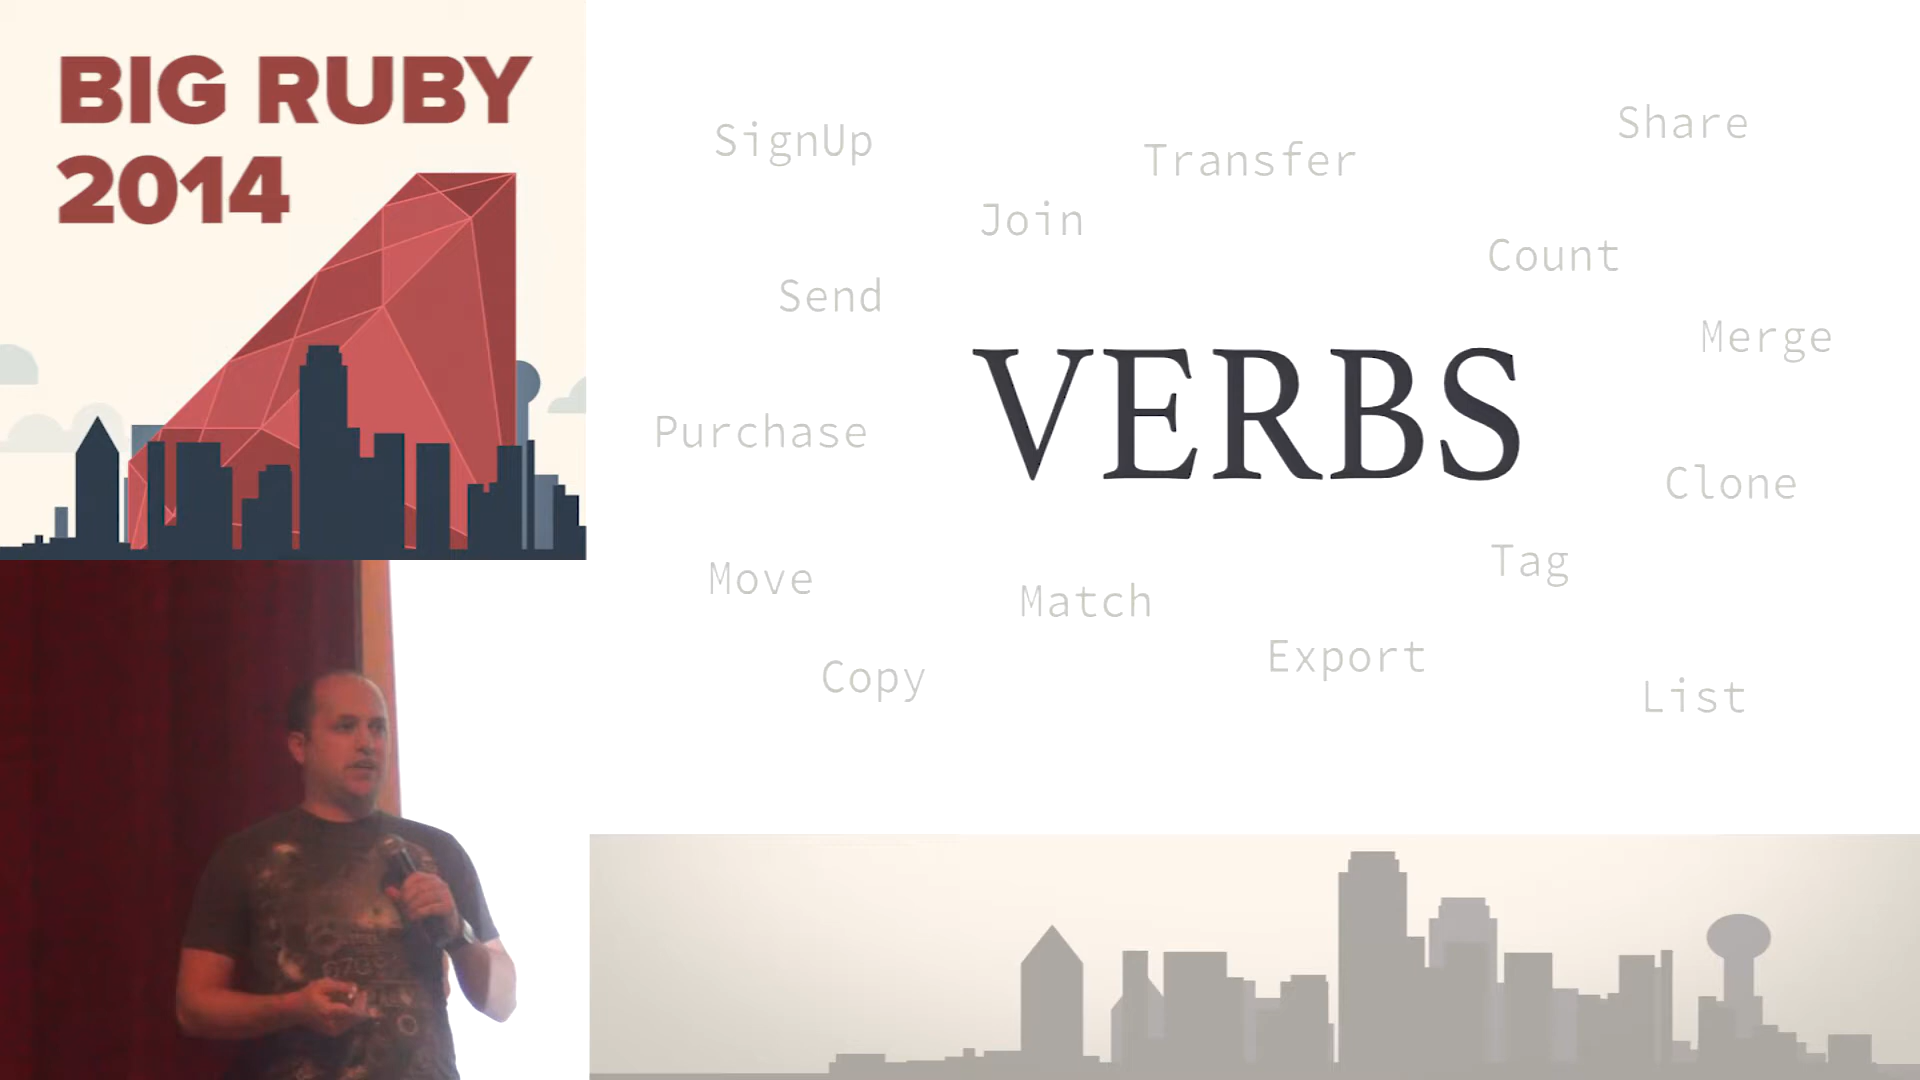 BIG RUBY
2014
SignUp
Transfer
Share
Join
Count
Send
Merge
VERBS
Purchase
Clone
Tag
Move
Match
Export
Copy
List